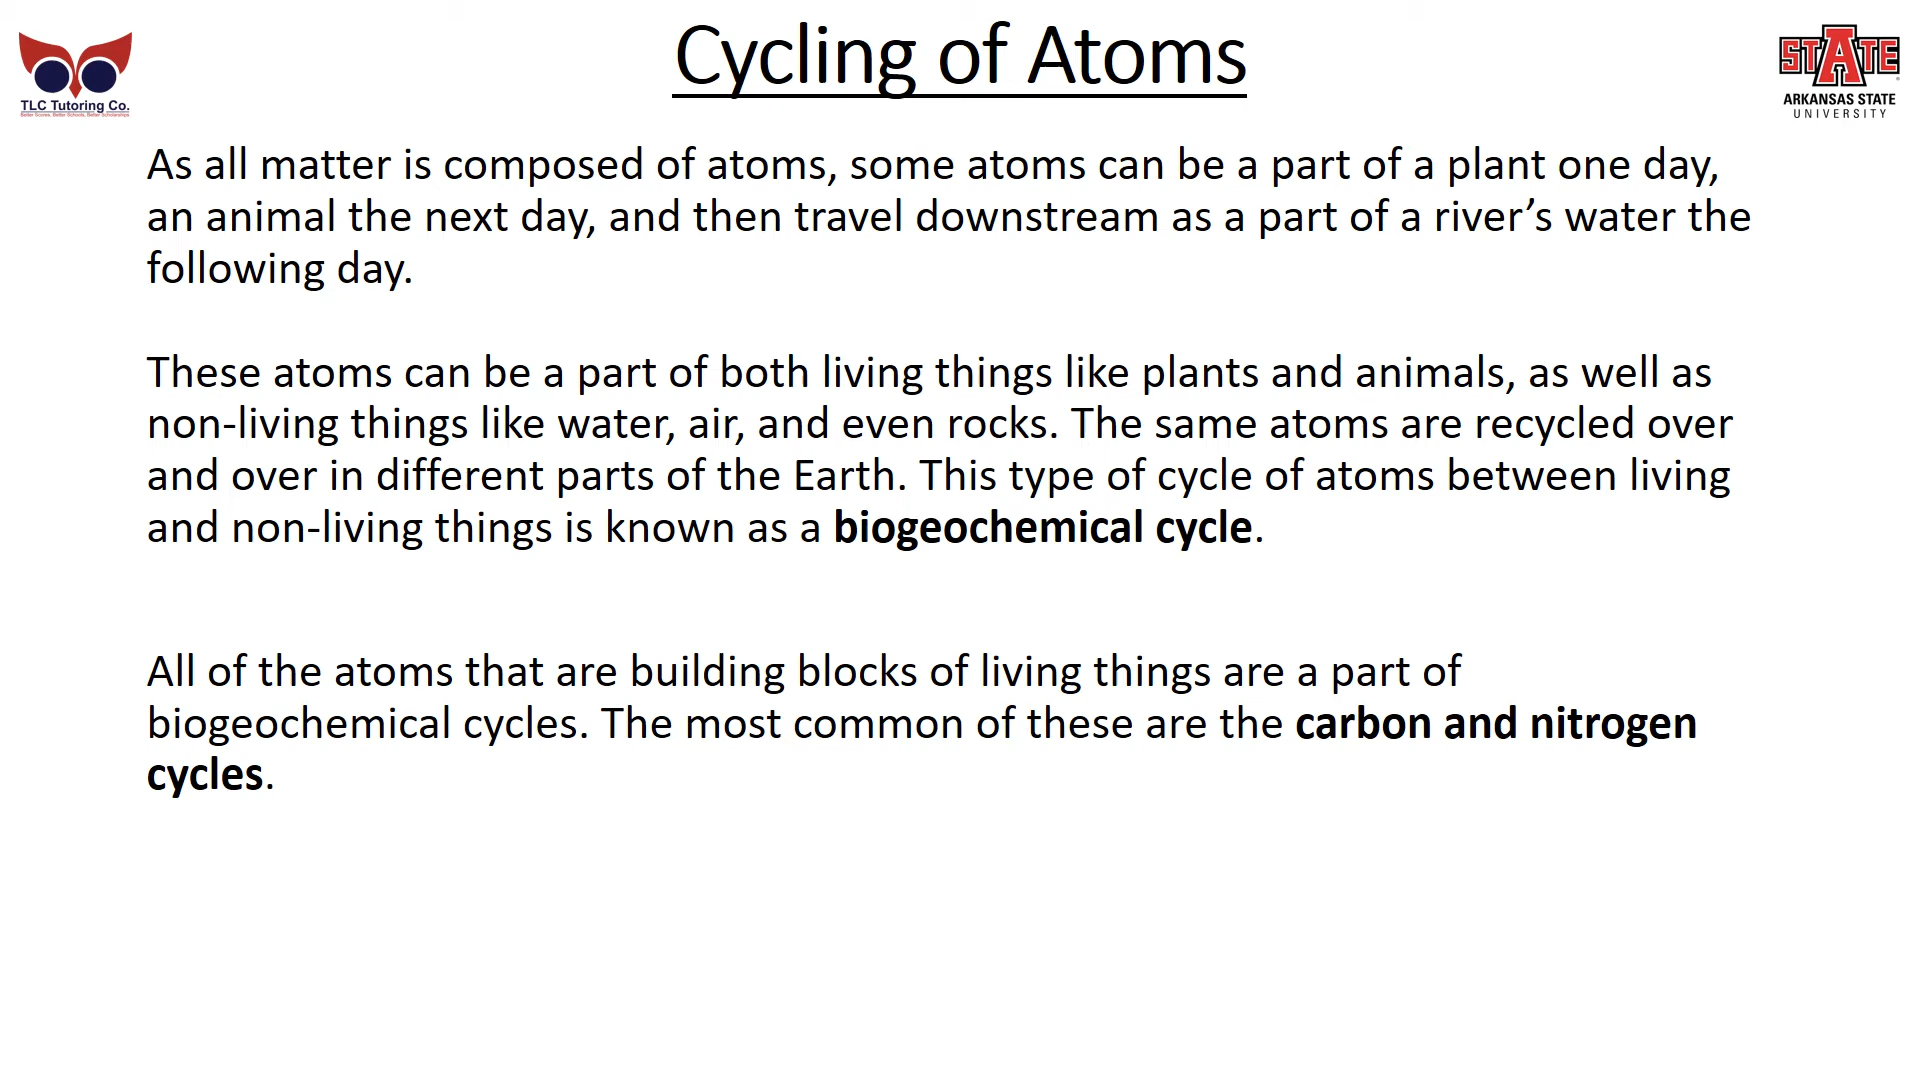 Cycling of Atoms
TLC Tutoring Co.
Better Scores, Better Schools, Better Scholarships
STATE
ARKANSAS STATE
UNIVERSITY
As all matter is composed of atoms, some atoms can be a part of a plant one day,
an animal the next day, and then travel downstream as a part of a river’s water the
following day.
These atoms can be a part of both living things like plants and animals, as well as
non-living things like water, air, and even rocks. The same atoms are recycled over
and over in different parts of the Earth. This type of cycle of atoms between living
and non-living things is known as a biogeochemical cycle.
All of the atoms that are building blocks of living things are a part of
biogeochemical cycles. The most common of these are the carbon and nitrogen
cycles.